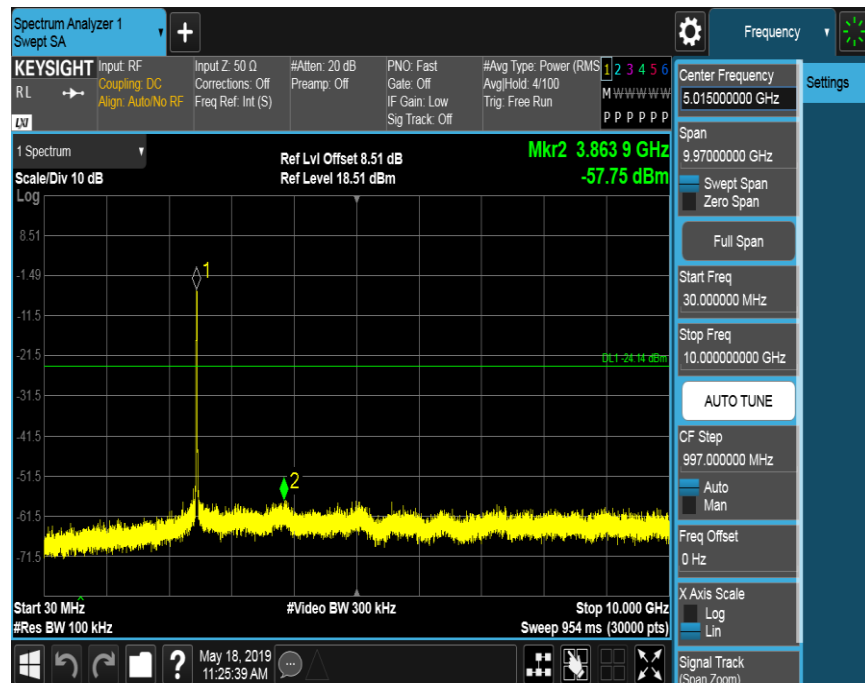 Spectrum Analyzer 1
Swept SA
+
Frequency
KEYSIGHT
RL
LXI
Input: RF
Coupling: DC
Align: Auto/No RF
Input Z: 50 Ω
Corrections: Off
Freq Ref: Int (S)
#Atten: 20 dB
Preamp: Off
PNO: Fast
Gate: Off
IF Gain: Low
Sig Track: Off
#Avg Type: Power (RMS
Avg|Hold: 4/100
Trig: Free Run
1 2 3 4 5 6
M W W W W W
P P P P P P
1 Spectrum
Scale/Div 10 dB
Log
Ref Lvl Offset 8.51 dB
Ref Level 18.51 dBm
Mkr2 3.863 9 GHz
-57.75 dBm
8.51
-1.49
-11.5
-21.5
-31.5
-41.5
-51.5
-61.5
-71.5
1
2
DL1 -24.14 dBm
Start 30 MHz
#Res BW 100 kHz
#Video BW 300 kHz
Stop 10.000 GHz
Sweep 954 ms (30000 pts)
?
May 18, 2019
11:25:39 AM
Center Frequency
5.015000000 GHz
Settings
Span
9.97000000 GHz
Swept Span
Zero Span
Full Span
Start Freq
30.000000 MHz
Stop Freq
10.000000000 GHz
AUTO TUNE
CF Step
997.000000 MHz
Auto
Man
Freq Offset
0 Hz
X Axis Scale
Log
Lin
Signal Track
(Span Zoom)